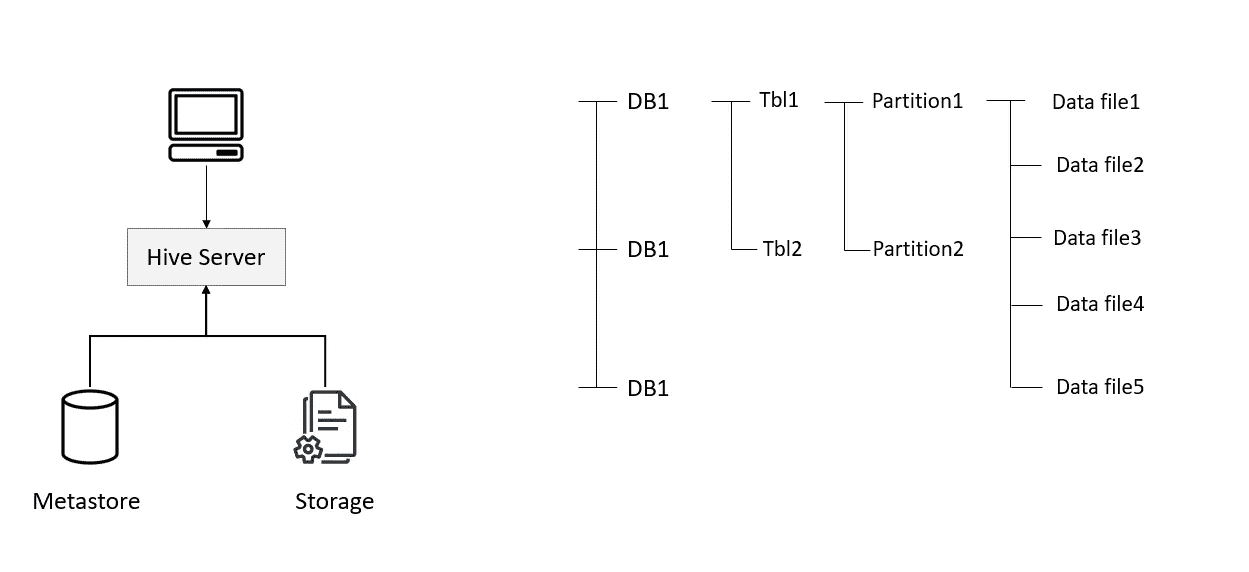 Hive Server
Metastore
Storage
DB1
Tbl1
Partition1
Data file1
Data file2
Data file3
DB1
Tbl2
Partition2
Data file4
DB1
Data file5